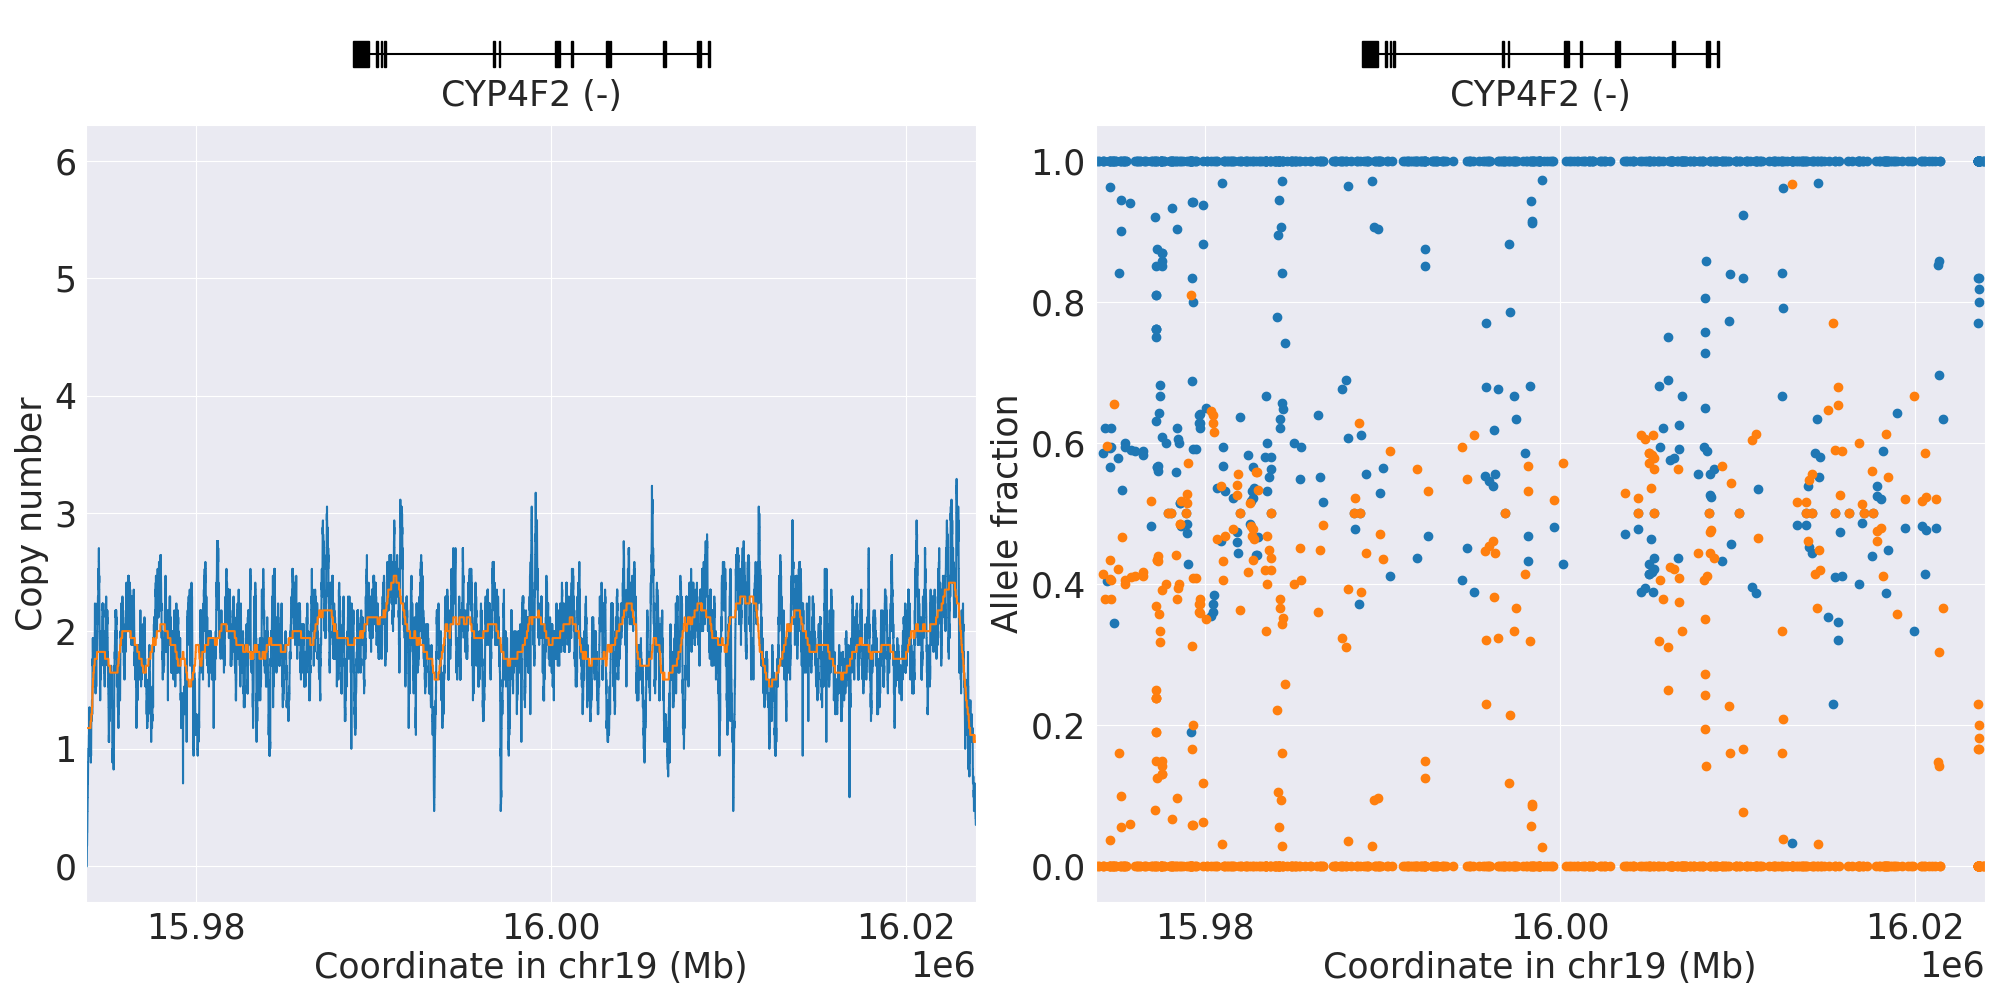 CYP4F2 (-)
CYP4F2 (-)
Copy number
6
5
4
3
2
1
0
15.98
16.00
16.02
Coordinate in chr19 (Mb)
1e6
Allele fraction
1.0
0.8
0.6
0.4
0.2
0.0
15.98
16.00
16.02
Coordinate in chr19 (Mb)
1e6